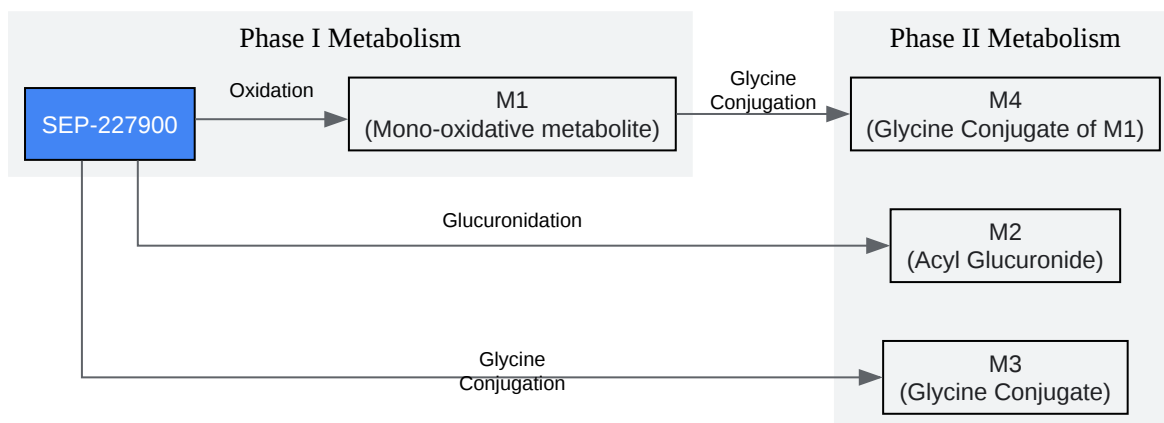 Phase I Metabolism
Phase II Metabolism
SEP-227900
Oxidation
M1
(Mono-oxidative metabolite)
Glycine
Conjugation
M4
(Glycine Conjugate of M1)
Glucuronidation
M2
(Acyl Glucuronide)
Glycine
Conjugation
M3
(Glycine Conjugate)